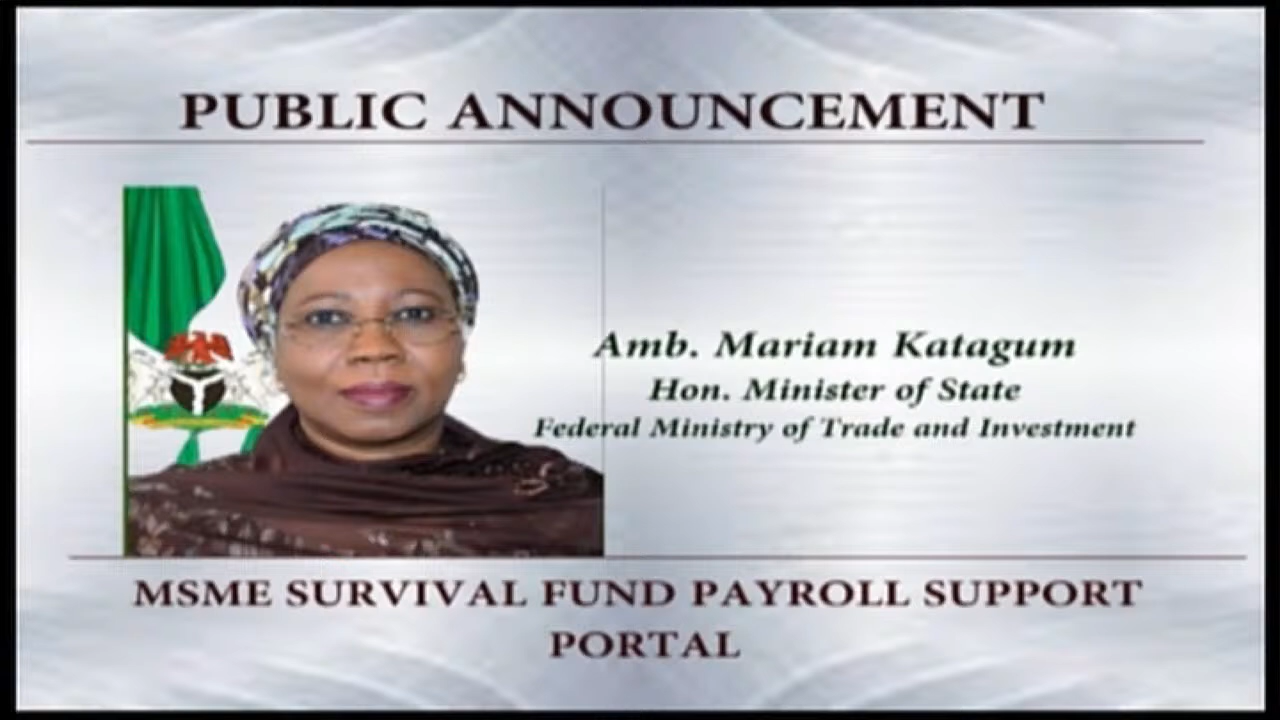 PUBLIC ANNOUNCEMENT
Amb. Mariam Katagum
Hon. Minister of State
Federal Ministry of Trade and Investment
MSME SURVIVAL FUND PAYROLL SUPPORT
PORTAL